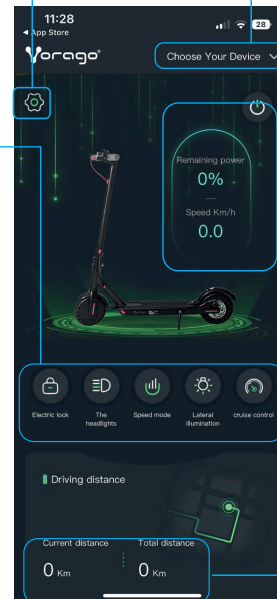 11:28
28
◀ App Store
Vorago
Choose Your Device
Remaining power
0%
Speed Km/h
0.0
Electric lock
The headlights
Speed mode
Lateral illumination
cruise control
Driving distance
Current distance
Total distance
0 Km
0 Km